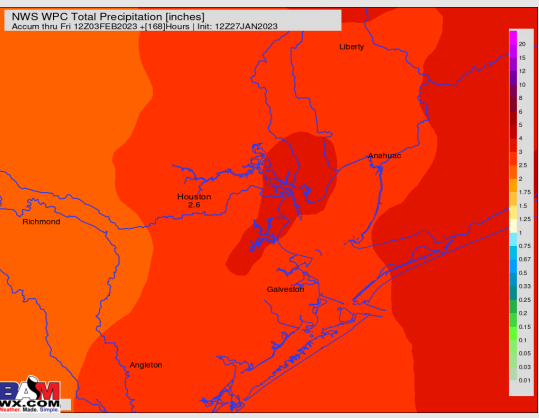 NWS WPC Total Precipitation [inches]
Accum thru Fri 12Z03FEB2023 +[168]Hours | Init: 12Z27JAN2023
Liberty
Anahuac
Houston
2.6
Richmond
Galveston
Angleton
20
15
12
10
8
6
5
4
3
2.5
2
1.75
1.5
1.25
1
0.75
0.67
0.5
0.33
0.25
0.2
0.15
0.1
0.05
0.03
0.01
BAM
WX.COM
Weather. Made. Simple.